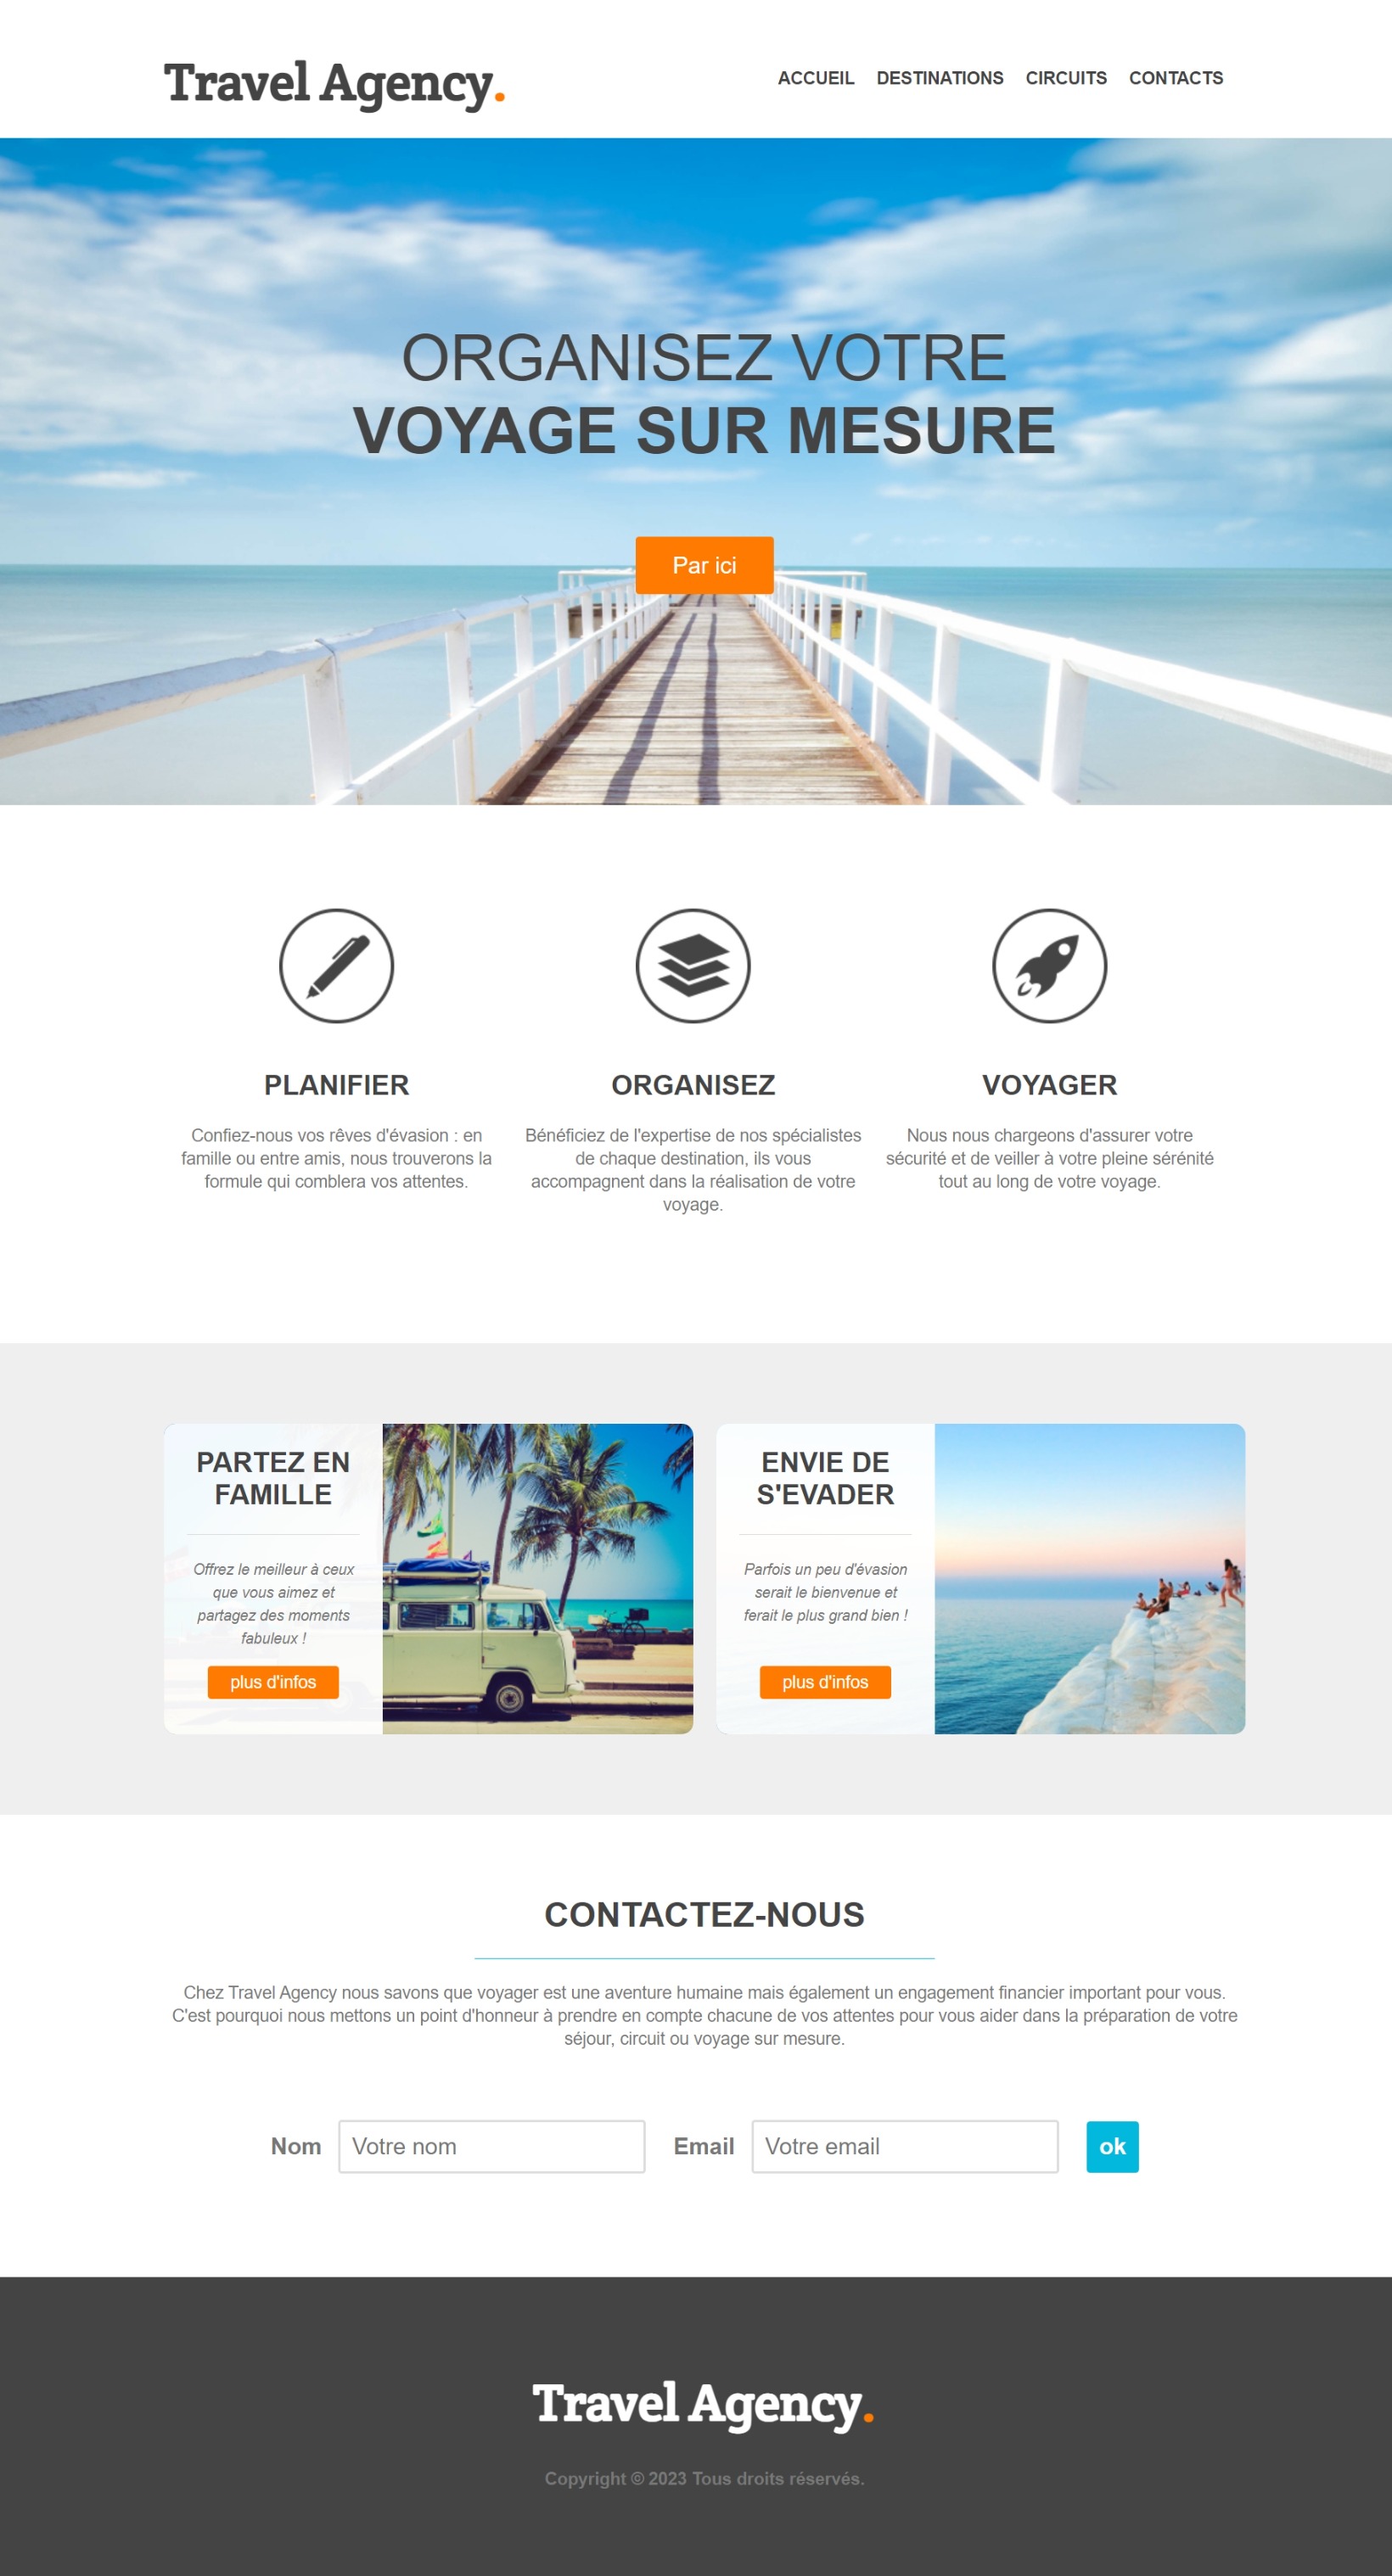 Travel Agency.
ACCUEIL DESTINATIONS CIRCUITS CONTACTS
ORGANISEZ VOTRE
VOYAGE SUR MESURE
Par ici
PLANIFIER
Confiez-nous vos rêves d'évasion : en
famille ou entre amis, nous trouverons la
formule qui comblera vos attentes.
ORGANISEZ
Bénéficiez de l'expertise de nos spécialistes
de chaque destination, ils vous
accompagnent dans la réalisation de votre
voyage.
VOYAGER
Nous nous chargeons d'assurer votre
sécurité et de veiller à votre pleine sérénité
tout au long de votre voyage.
PARTEZ EN
FAMILLE
Offrez le meilleur à ceux
que vous aimez et
partagez des moments
fabuleux !
plus d'infos
ENVIE DE
S'EVADER
Parfois un peu d'évasion
serait le bienvenue et
ferait le plus grand bien !
plus d'infos
CONTACTEZ-NOUS
Chez Travel Agency nous savons que voyager est une aventure humaine mais également un engagement financier important pour vous.
C'est pourquoi nous mettons un point d'honneur à prendre en compte chacune de vos attentes pour vous aider dans la préparation de votre
séjour, circuit ou voyage sur mesure.
Nom Votre nom Email Votre email ok
Travel Agency.
Copyright © 2023 Tous droits réservés.